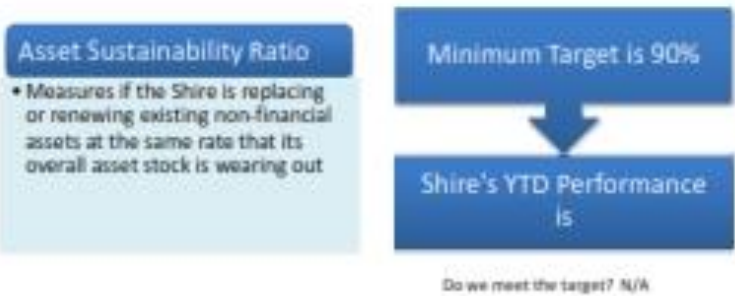 Asset Sustainability Ratio
• Measures if the Shire is replacing
or renewing existing non-financial
assets at the same rate that its
overall asset stock is wearing out
Minimum Target is 90%
Shire's YTD Performance
is
Do we meet the target? N/A